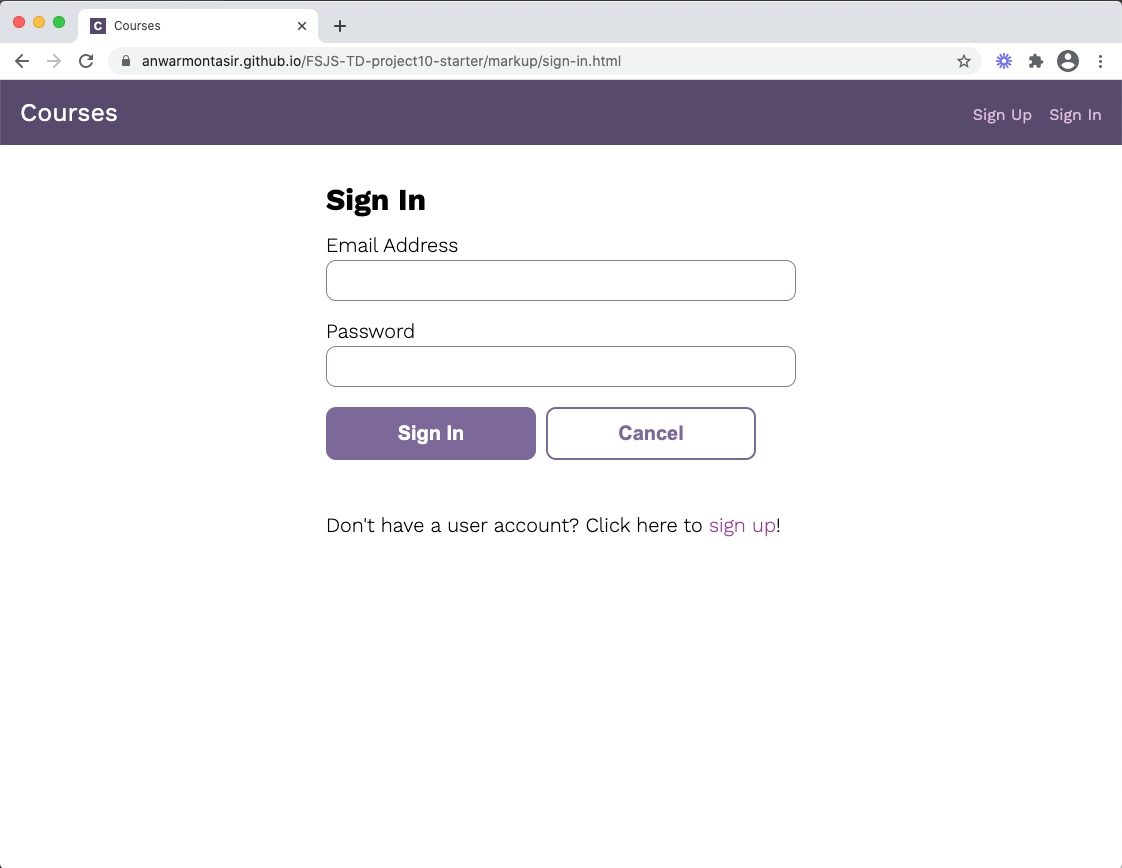 C Courses
anwarmontasir.github.io/FSJS-TD-project10-starter/markup/sign-in.html
Courses Sign Up Sign In
Sign In
Email Address
Password
Sign In Cancel
Don't have a user account? Click here to sign up!